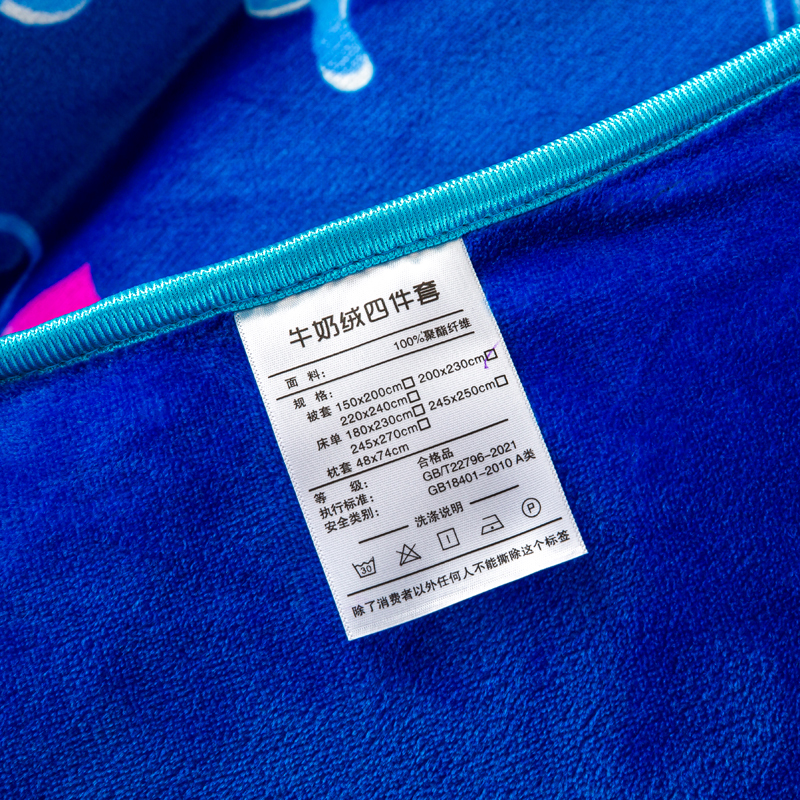 牛奶绒四件套
面 料: 100%聚酯纤维
规 格:
被套 150x200cm□ 200x230cm☑
220x240cm□
床单 180x230cm□ 245x250cm□
245x270cm□
枕套 48x74cm
等 级: 合格品
执行标准: GB/T22796-2021
安全类别: GB18401-2010 A类
洗涤说明
30 P
除了消费者以外任何人不能撕除这个标签